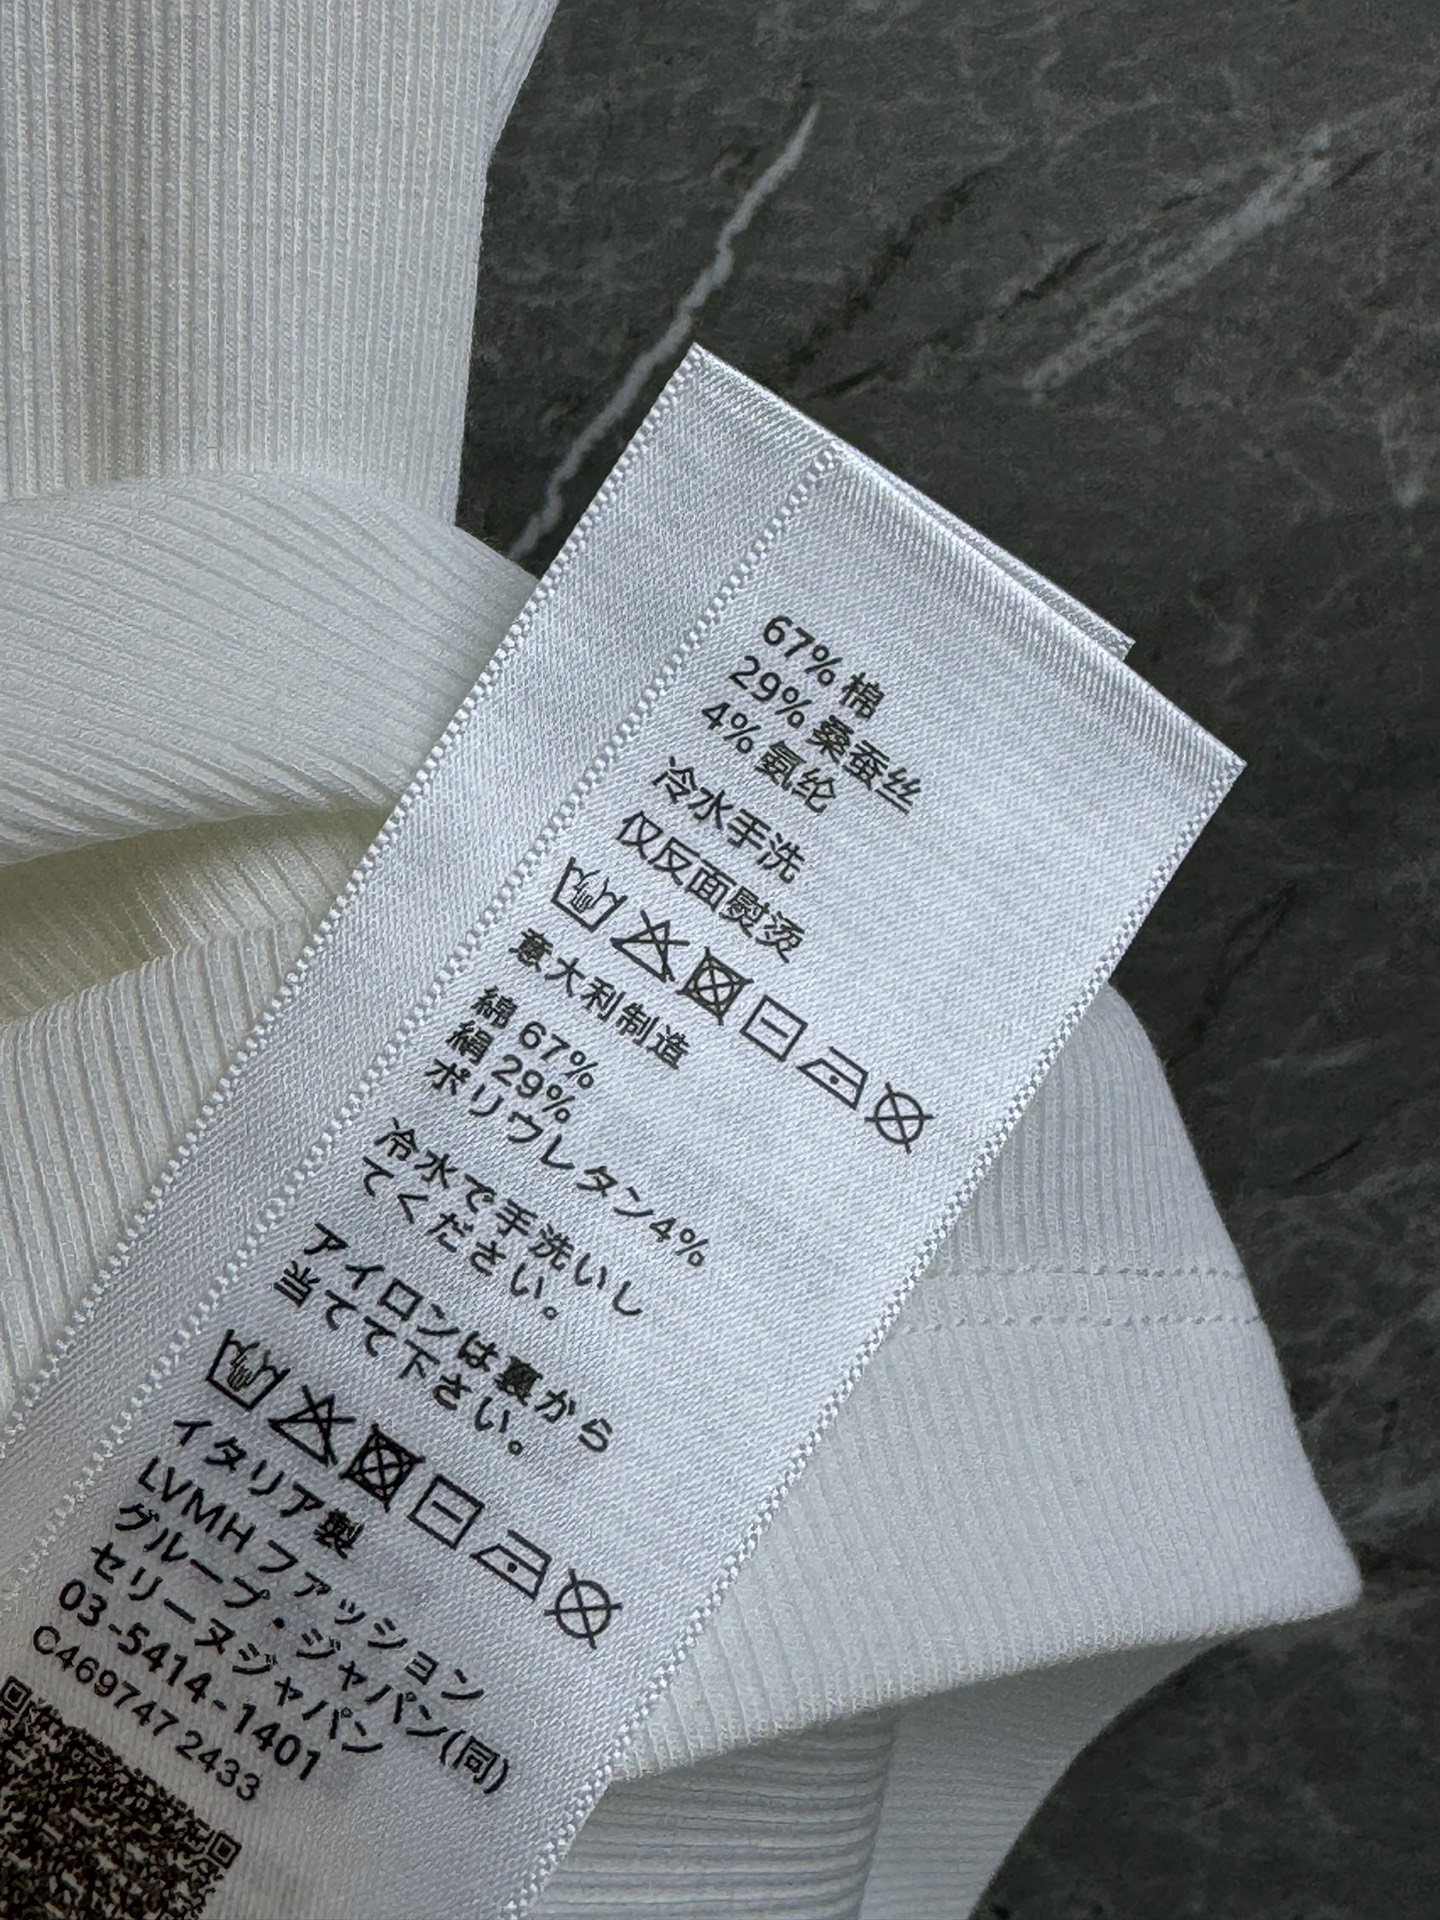 67% 棉
29% 桑蚕丝
4% 氨纶
冷水手洗
仅反面熨烫
意大利制造
綿 67%
絹 29%
ポリウレタン4%
冷水で手洗いし
てください。
アイロンは裏から
当てて下さい。
イタリア製
LVMH ファッション
グループ・ジャパン(同)
セリーヌジャパン
03-5414-1401
C469747 2433